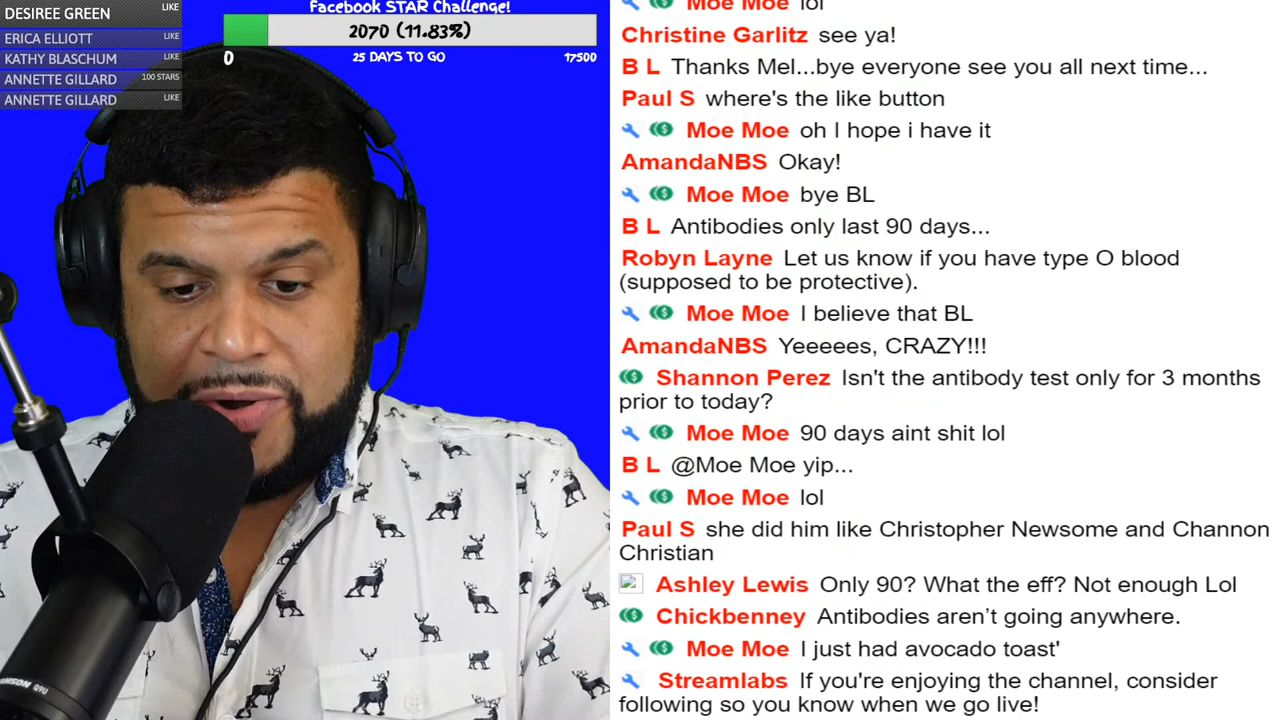 DESIREE GREEN LIKE
ERICA ELLIOTT LIKE
KATHY BLASCHUM LIKE
ANNETTE GILLARD 100 STARS
ANNETTE GILLARD LIKE
Facebook STAR Challenge!
2070 (11.83%)
0 25 DAYS TO GO 17500
Moe Moe lol
Christine Garlitz see ya!
B L Thanks Mel...bye everyone see you all next time...
Paul S where's the like button
Moe Moe oh I hope i have it
AmandaNBS Okay!
Moe Moe bye BL
B L Antibodies only last 90 days...
Robyn Layne Let us know if you have type O blood
(supposed to be protective).
Moe Moe I believe that BL
AmandaNBS Yeeeees, CRAZY!!!
Shannon Perez Isn't the antibody test only for 3 months
prior to today?
Moe Moe 90 days aint shit lol
B L @Moe Moe yip...
Moe Moe lol
Paul S she did him like Christopher Newsome and Channon
Christian
Ashley Lewis Only 90? What the eff? Not enough Lol
Chickbenney Antibodies aren’t going anywhere.
Moe Moe I just had avocado toast'
Streamlabs If you're enjoying the channel, consider
following so you know when we go live!